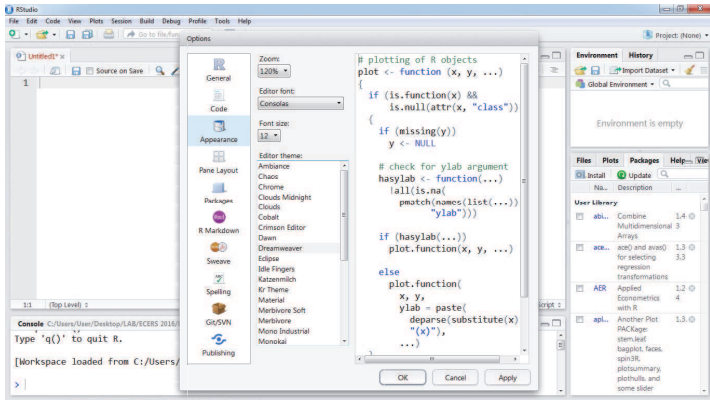 RStudio
File Edit Code View Plots Session Build Debug Profile Tools Help
Go to file/fun
Project: (None)
Options
Untitled1*
Source on Save
1
1:1 (Top Level)
Script
Console C:/Users/User/Desktop/LAB/ECERS 2016/
Type 'q()' to quit R.
[Workspace loaded from C:/Users/
>
General
Code
Appearance
Pane Layout
Packages
R Markdown
Sweave
Spelling
Git/SVN
Publishing
Zoom:
120%
Editor font:
Consolas
Font size:
12
Editor theme:
Ambiance
Chaos
Chrome
Clouds Midnight
Clouds
Cobalt
Crimson Editor
Dawn
Dreamweaver
Eclipse
Idle Fingers
Katzenmilch
Kr Theme
Material
Merbivore Soft
Merbivore
Mono Industrial
Monokai
# plotting of R objects
plot <- function (x, y, ...)
{
if (is.function(x) &&
is.null(attr(x, "class"))
{
if (missing(y))
y <- NULL
# check for ylab argument
hasylab <- function(...)
!all(is.na(
pmatch(names(list(...))
"ylab")))
if (hasylab(...))
plot.function(x, y, ...)
else
plot.function(
x, y,
ylab = paste(
deparse(substitute(x)
"(x)"),
...)
OK Cancel Apply
Environment History
Import Dataset
Global Environment
Environment is empty
Files Plots Packages Help Vie
Install Update
Na... Description ...
User Library
abi... Combine 1.4
Multidimensional 3
Arrays
ace... ace() and avas() 1.3
for selecting 3.3
regression
transformations
AER Applied 1.2
Econometrics 4
with R
apl... Another Plot 1.3.
PACKage:
stem.leaf,
bagplot, faces,
spin3R,
plotsummary,
plothulls, and
some slider